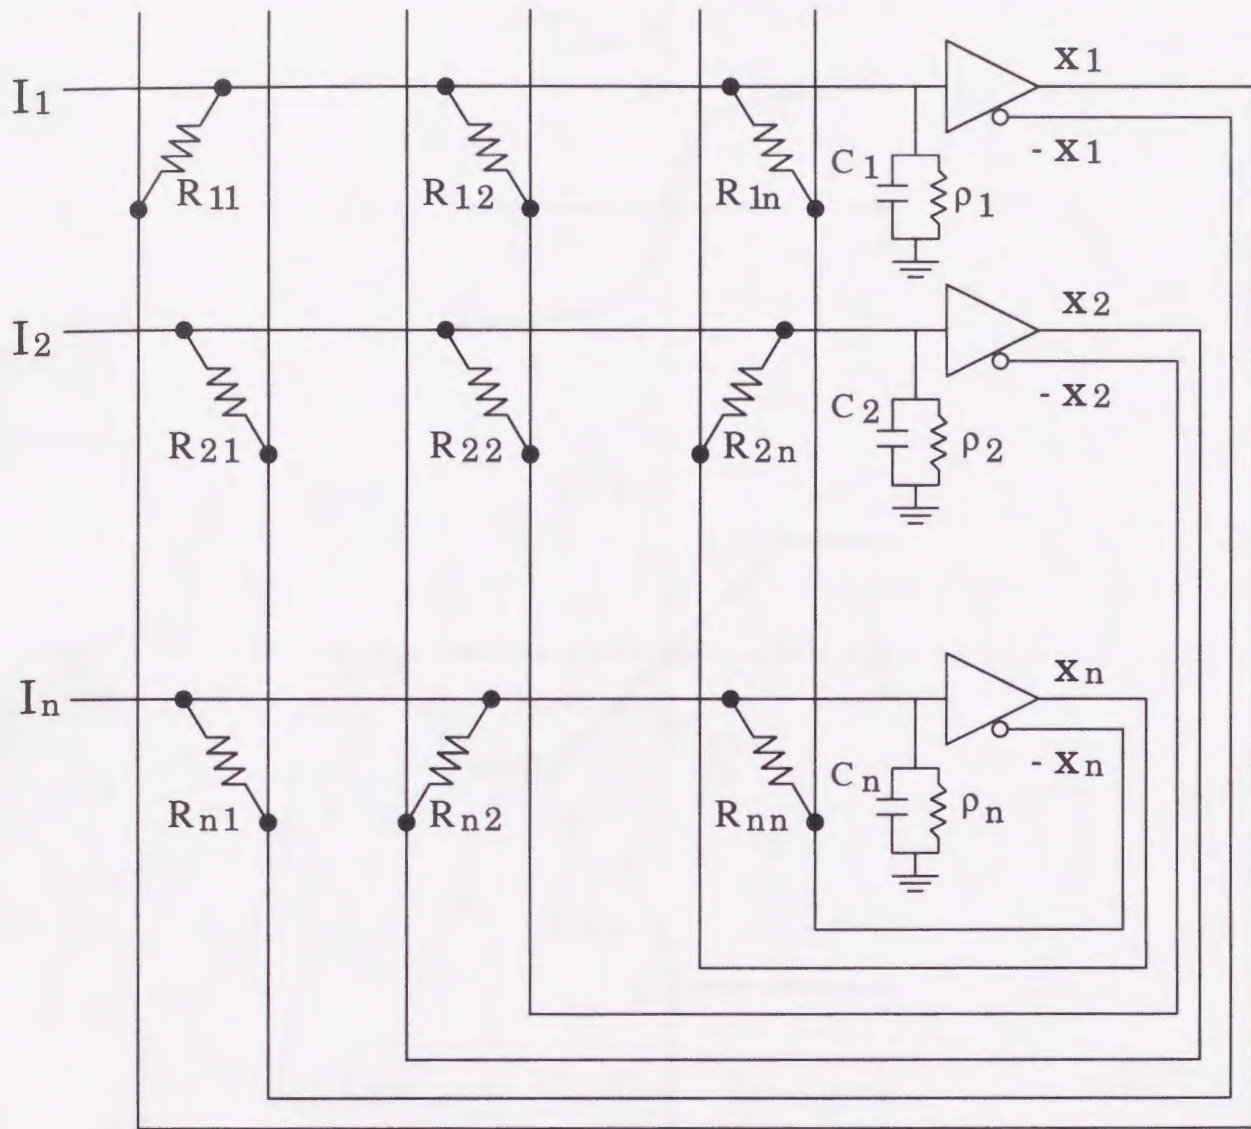 I1
x1
-x1
R11
R12
R1n
C1
ρ1
I2
x2
-x2
R21
R22
R2n
C2
ρ2
In
xn
-xn
Rn1
Rn2
Rnn
Cn
ρn